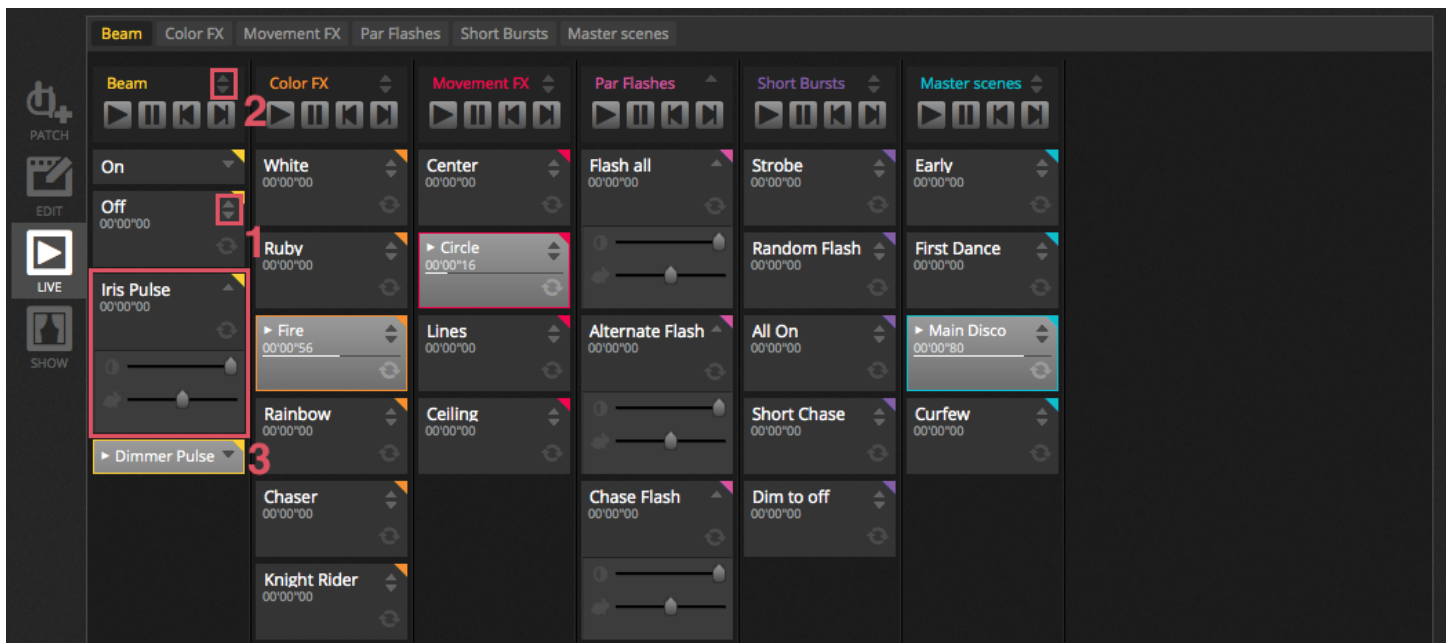 Beam Color FX Movement FX Par Flashes Short Bursts Master scenes
PATCH
EDIT
LIVE
SHOW
Beam
2
On
Off
00'00"00
1
Iris Pulse
00'00"00
Dimmer Pulse
3
Color FX
White
00'00"00
Ruby
00'00"00
Fire
00'00"56
Rainbow
00'00"00
Chaser
00'00"00
Knight Rider
00'00"00
Movement FX
Center
00'00"00
Circle
00'00"16
Lines
00'00"00
Ceiling
00'00"00
Par Flashes
Flash all
00'00"00
Alternate Flash
00'00"00
Chase Flash
00'00"00
Short Bursts
Strobe
00'00"00
Random Flash
00'00"00
All On
00'00"00
Short Chase
00'00"00
Dim to off
00'00"00
Master scenes
Early
00'00"00
First Dance
00'00"00
Main Disco
00'00"80
Curfew
00'00"00